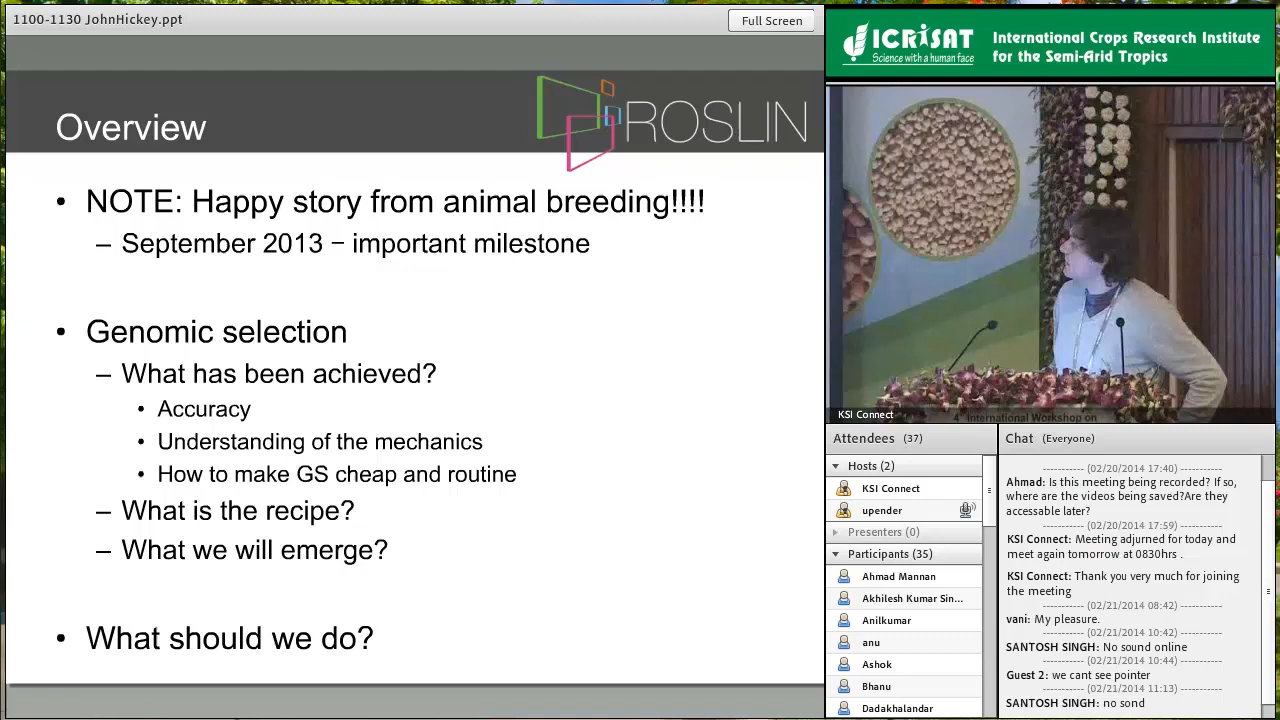 1100-1130 JohnHickey.ppt
Full Screen
Overview
ROSLIN
• NOTE: Happy story from animal breeding!!!!
– September 2013 – important milestone
• Genomic selection
– What has been achieved?
• Accuracy
• Understanding of the mechanics
• How to make GS cheap and routine
– What is the recipe?
– What we will emerge?
• What should we do?
ICRISAT
Science with a human face
International Crops Research Institute
for the Semi-Arid Tropics
International Workshop on
KSI Connect
Attendees (37)
Hosts (2)
KSI Connect
upender
Presenters (0)
Participants (35)
Ahmad Mannan
Akhilesh Kumar Sin...
Anilkumar
anu
Ashok
Bhanu
Dadakhalandar
Chat (Everyone)
---------- (02/20/2014 17:40) ----------
Ahmad: Is this meeting being recorded? If so,
where are the videos being saved?Are they
accessable later?
---------- (02/20/2014 17:59) ----------
KSI Connect: Meeting adjurned for today and
meet again tomorrow at 0830hrs .
KSI Connect: Thank you very much for joining
the meeting
---------- (02/21/2014 08:42) ----------
vani: My pleasure.
---------- (02/21/2014 10:42) ----------
SANTOSH SINGH: No sound online
---------- (02/21/2014 10:44) ----------
Guest 2: we cant see pointer
---------- (02/21/2014 11:13) ----------
SANTOSH SINGH: no sond